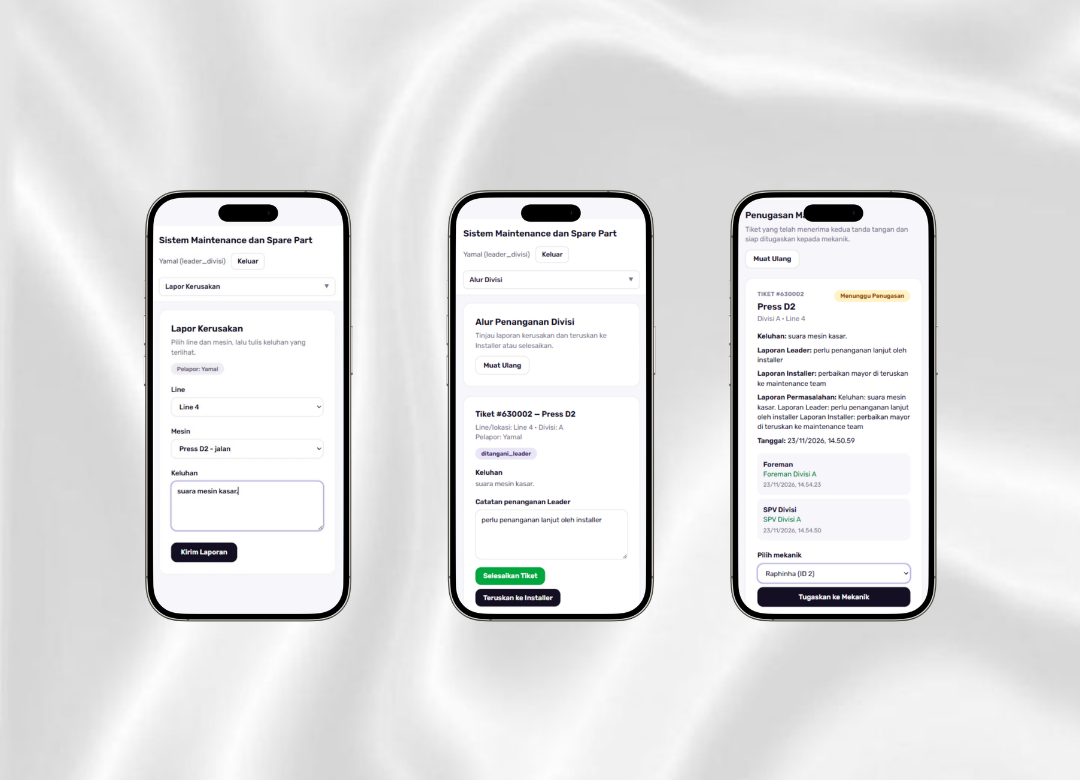 Sistem Maintenance dan Spare Part
Yamal (leader_divisi)
Keluar
Lapor Kerusakan
Lapor Kerusakan
Pilih line dan mesin, lalu tulis keluhan yang
terlihat.
Pelapor: Yamal
Line
Line 4
Mesin
Press D2 - jalan
Keluhan
suara mesin kasar.
Kirim Laporan
Sistem Maintenance dan Spare Part
Yamal (leader_divisi)
Keluar
Alur Divisi
Alur Penanganan Divisi
Tinjau laporan kerusakan dan teruskan ke
Installer atau selesaikan.
Muat Ulang
Tiket #630002 — Press D2
Line/lokasi: Line 4 • Divisi: A
Pelapor: Yamal
ditangani_leader
Keluhan
suara mesin kasar.
Catatan penanganan Leader
perlu penanganan lanjut oleh installer
Selesaikan Tiket
Teruskan ke Installer
Penugasan
Tiket yang telah menerima kedua tanda tangan dan
siap ditugaskan kepada mekanik.
Muat Ulang
TIKET #630002
Menunggu Penugasan
Press D2
Divisi A • Line 4
Keluhan: suara mesin kasar.
Laporan Leader: perlu penanganan lanjut oleh
installer
Laporan Installer: perbaikan mayor di teruskan
ke maintenance team
Laporan Permasalahan: Keluhan: suara mesin
kasar. Laporan Leader: perlu penanganan lanjut
oleh installer Laporan Installer: perbaikan mayor
di teruskan ke maintenance team
Tanggal: 23/11/2026, 14.50.59
Foreman
Foreman Divisi A
23/11/2026, 14.54.23
SPV Divisi
SPV Divisi A
23/11/2026, 14.54.50
Pilih mekanik
Raphinha (ID 2)
Tugaskan ke Mekanik